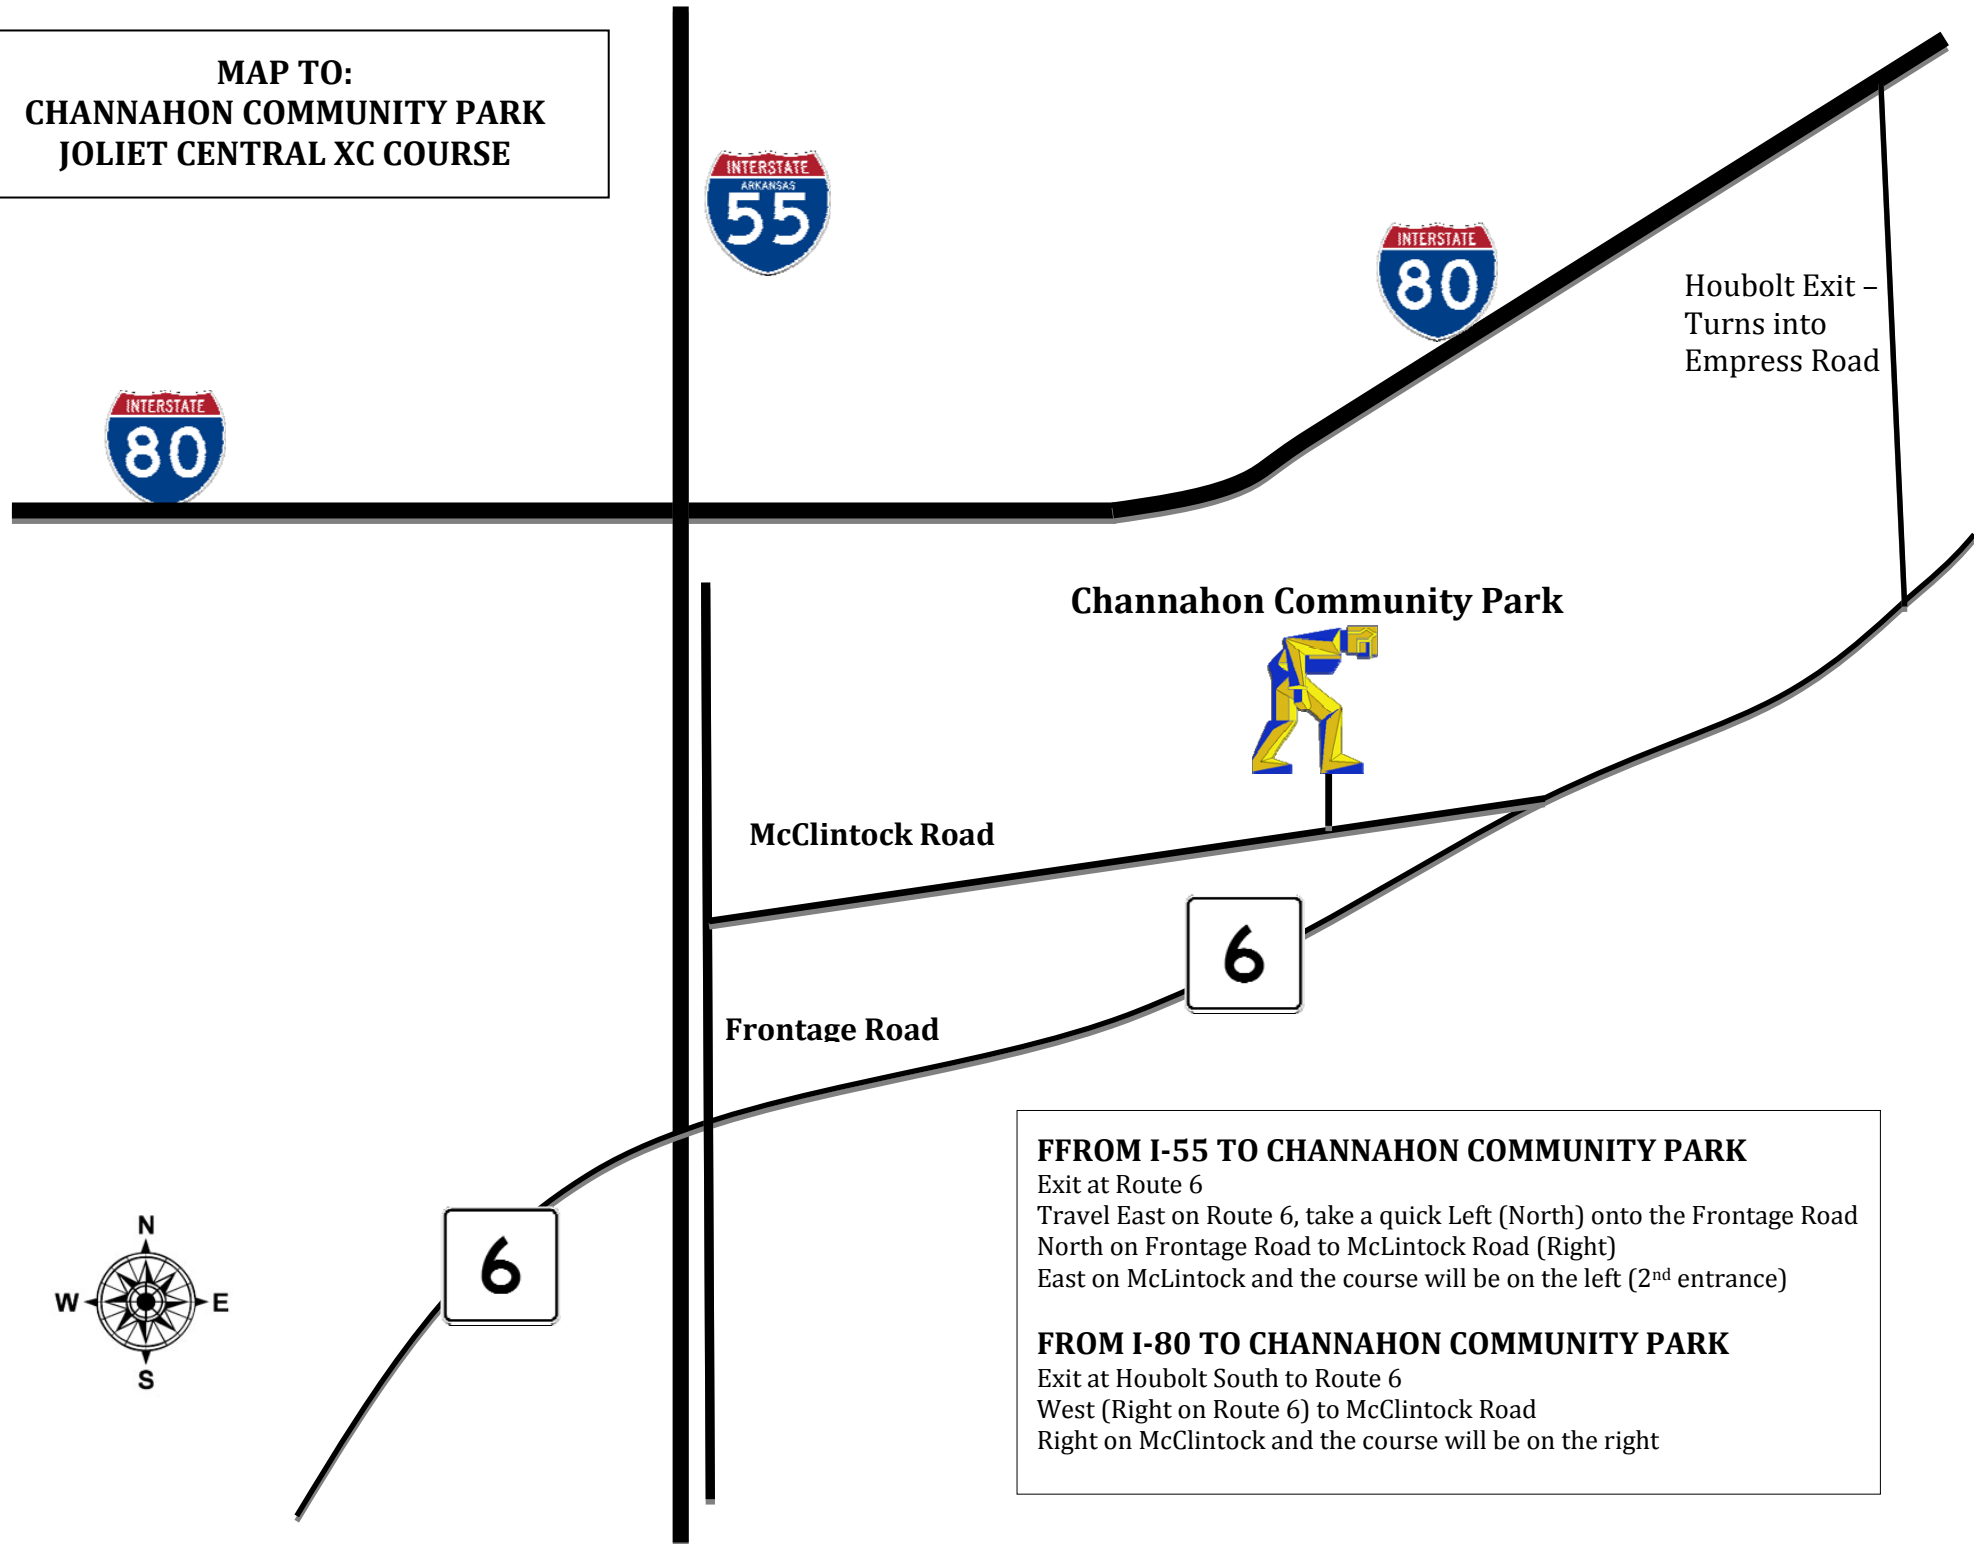 MAP TO:
CHANNAHON COMMUNITY PARK
JOLIET CENTRAL XC COURSE
INTERSTATE
ARKANSAS
55
INTERSTATE
80
Houbolt Exit –
Turns into
Empress Road
INTERSTATE
80
Channahon Community Park
McClintock Road
6
Frontage Road
FFROM I-55 TO CHANNAHON COMMUNITY PARK
Exit at Route 6
Travel East on Route 6, take a quick Left (North) onto the Frontage Road
North on Frontage Road to McLintock Road (Right)
East on McLintock and the course will be on the left (2nd entrance)
FROM I-80 TO CHANNAHON COMMUNITY PARK
Exit at Houbolt South to Route 6
West (Right on Route 6) to McClintock Road
Right on McClintock and the course will be on the right
6
N
W E
S